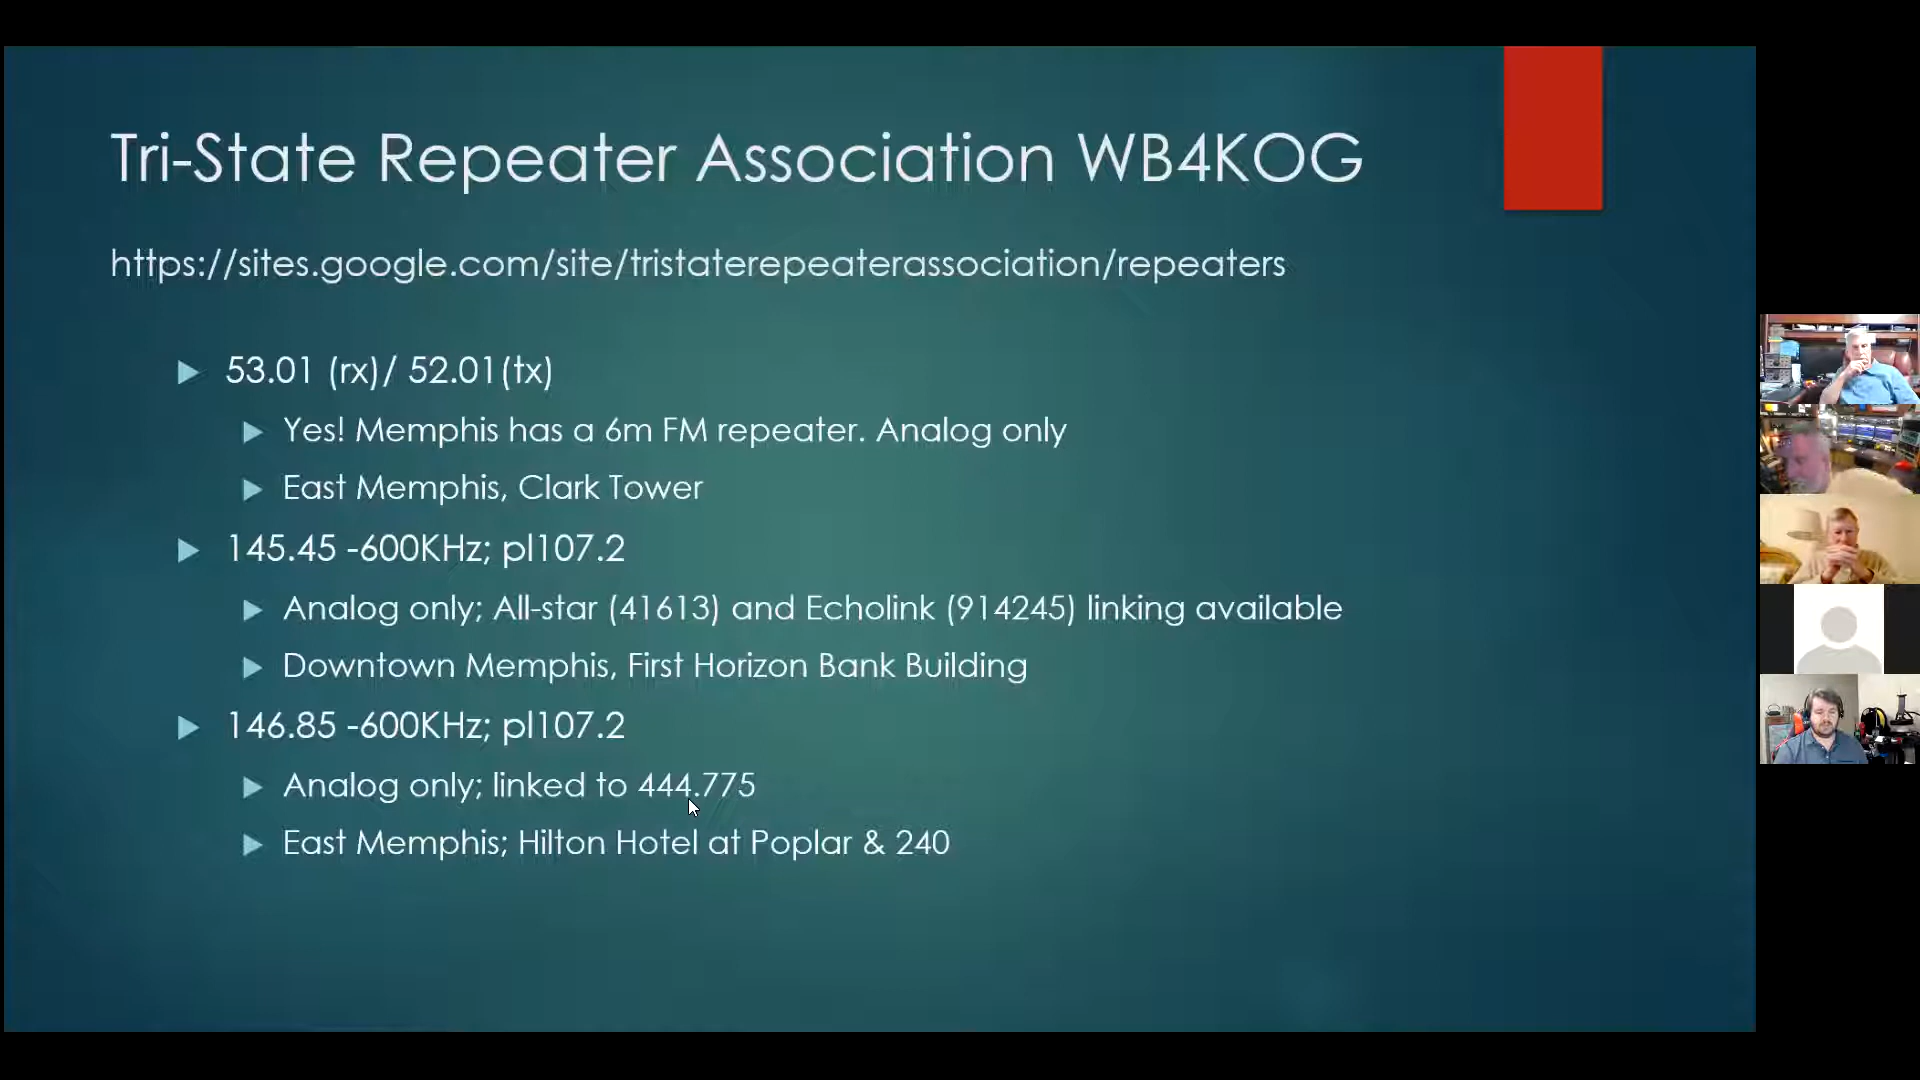 Tri-State Repeater Association WB4KOG
https://sites.google.com/site/tristaterepeaterassociation/repeaters
53.01 (rx)/ 52.01(tx)
Yes! Memphis has a 6m FM repeater. Analog only
East Memphis, Clark Tower
145.45 -600KHz; pl107.2
Analog only; All-star (41613) and Echolink (914245) linking available
Downtown Memphis, First Horizon Bank Building
146.85 -600KHz; pl107.2
Analog only; linked to 444.775
East Memphis; Hilton Hotel at Poplar & 240